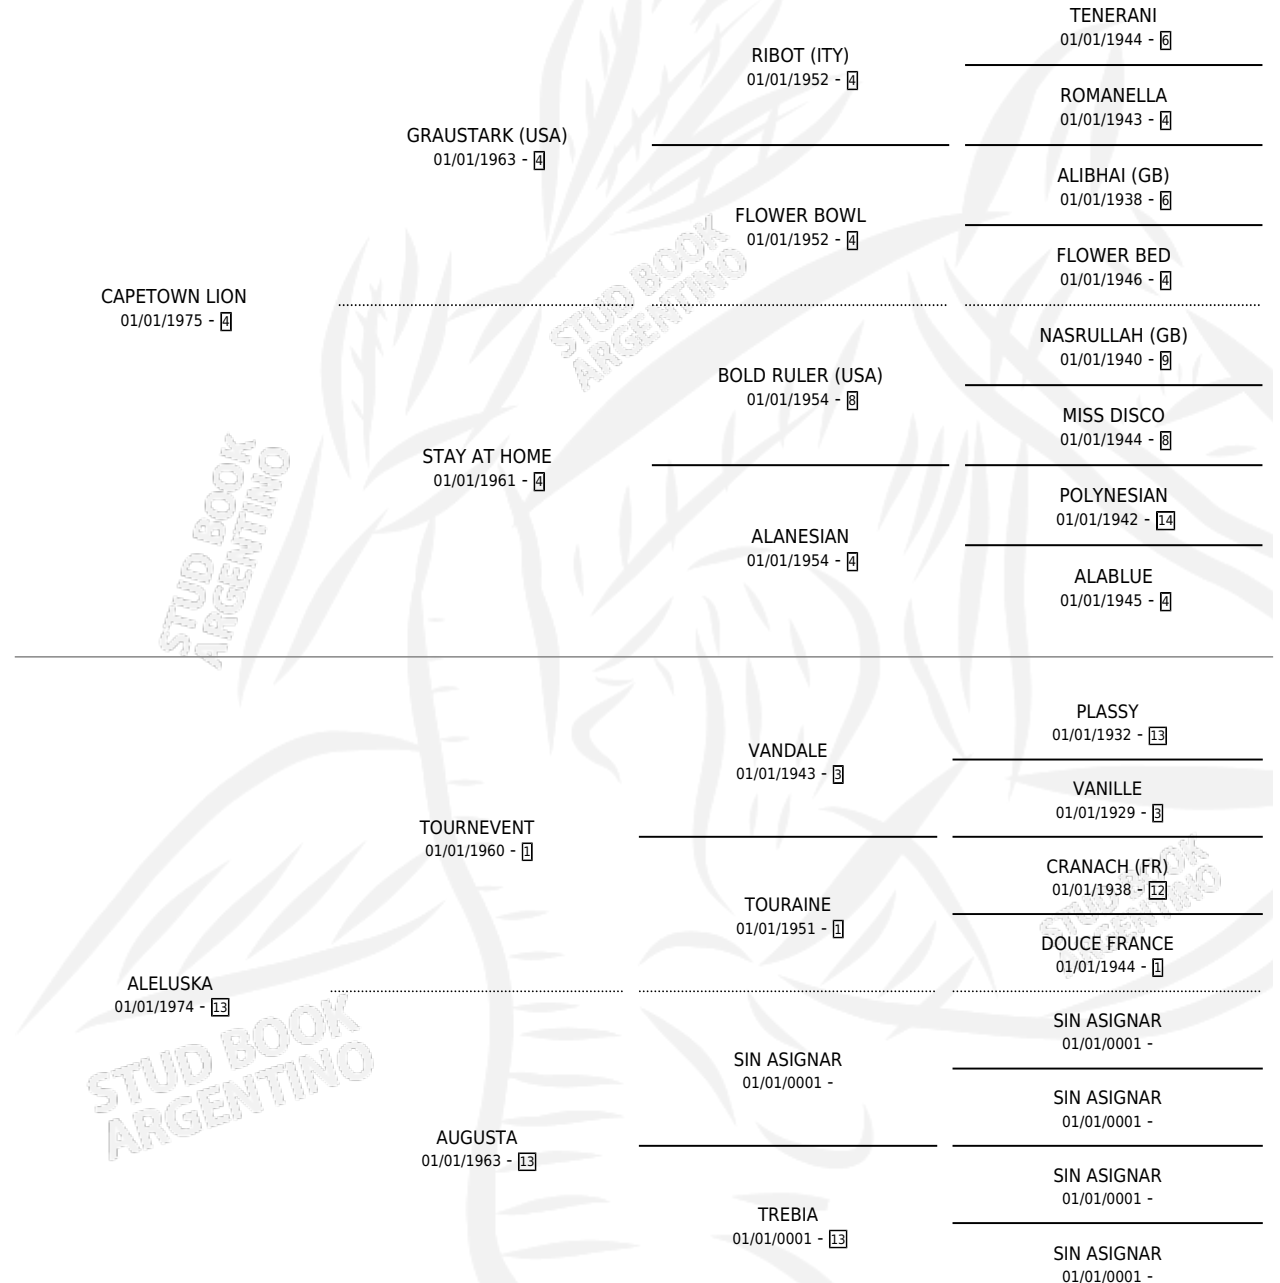 TENERANI
01/01/1944 - 6
RIBOT (ITY)
01/01/1952 - 4
ROMANELLA
01/01/1943 - 4
GRAUSTARK (USA)
01/01/1963 - 4
ALIBHAI (GB)
01/01/1938 - 6
FLOWER BOWL
01/01/1952 - 4
FLOWER BED
01/01/1946 - 4
CAPETOWN LION
01/01/1975 - 4
NASRULLAH (GB)
01/01/1940 - 9
BOLD RULER (USA)
01/01/1954 - 8
MISS DISCO
01/01/1944 - 8
STAY AT HOME
01/01/1961 - 4
POLYNESIAN
01/01/1942 - 14
ALANESIAN
01/01/1954 - 4
ALABLUE
01/01/1945 - 4
PLASSY
01/01/1932 - 13
VANDALE
01/01/1943 - 3
VANILLE
01/01/1929 - 3
TOURNEVENT
01/01/1960 - 1
CRANACH (FR)
01/01/1938 - 12
TOURAINE
01/01/1951 - 1
DOUCE FRANCE
01/01/1944 - 1
ALELUSKA
01/01/1974 - 13
SIN ASIGNAR
01/01/0001 -
SIN ASIGNAR
01/01/0001 -
SIN ASIGNAR
01/01/0001 -
AUGUSTA
01/01/1963 - 13
SIN ASIGNAR
01/01/0001 -
TREBIA
01/01/0001 - 13
SIN ASIGNAR
01/01/0001 -
STUD BOOK
ARGENTINO
STUD BOOK
ARGENTINO
STUD BOOK
ARGENTINO
STUD BOOK
ARGENTINO